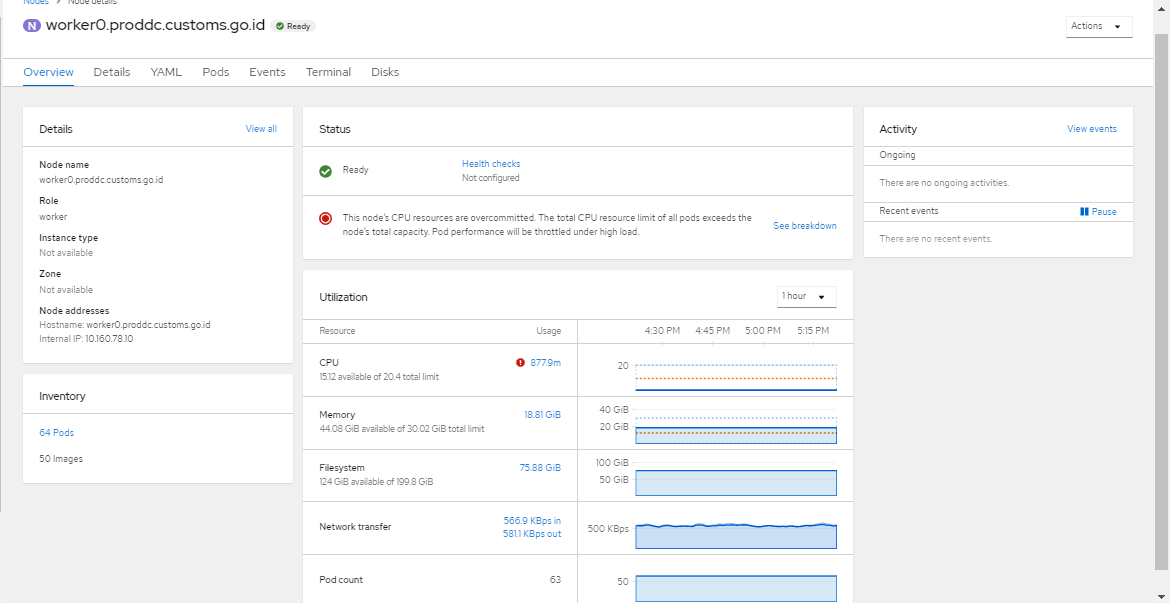 Nodes > Node details
N worker0.proddc.customs.go.id Ready
Actions
Overview Details YAML Pods Events Terminal Disks
Details View all
Node name
worker0.proddc.customs.go.id
Role
worker
Instance type
Not available
Zone
Not available
Node addresses
Hostname: worker0.proddc.customs.go.id
Internal IP: 10.160.78.10
Inventory
64 Pods
50 Images
Status
Ready
Health checks
Not configured
This node's CPU resources are overcommitted. The total CPU resource limit of all pods exceeds the
node's total capacity. Pod performance will be throttled under high load.
See breakdown
Utilization
1 hour
Resource Usage 4:30 PM 4:45 PM 5:00 PM 5:15 PM
CPU
15.12 available of 20.4 total limit
877.9m
20
Memory
44.08 GiB available of 30.02 GiB total limit
18.81 GiB
40 GiB
20 GiB
Filesystem
124 GiB available of 199.8 GiB
75.88 GiB
100 GiB
50 GiB
Network transfer
566.9 KBps in
581.1 KBps out
500 KBps
Pod count
63
50
Activity View events
Ongoing
There are no ongoing activities.
Recent events Pause
There are no recent events.